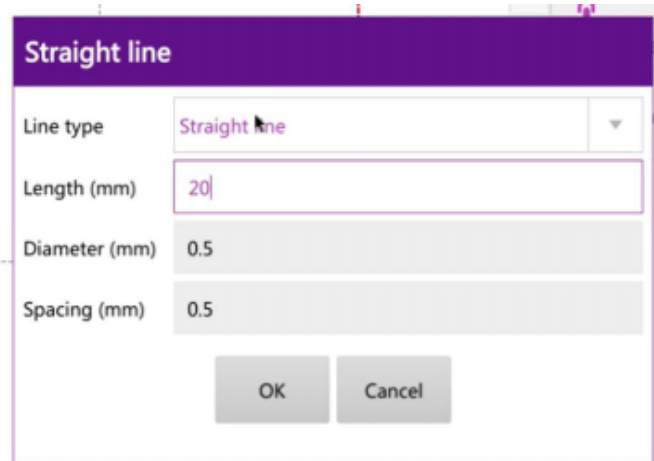 Straight line
Line type Straight line
Length (mm) 20
Diameter (mm) 0.5
Spacing (mm) 0.5
OK Cancel